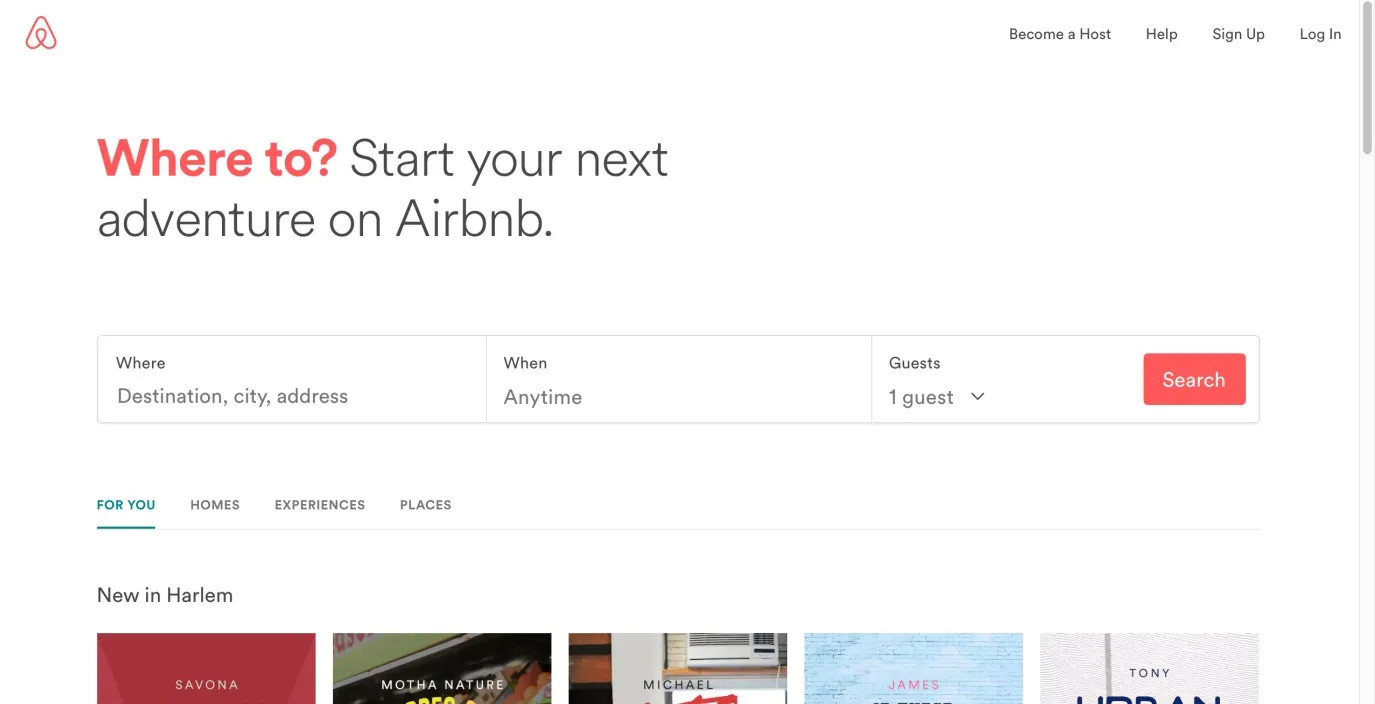 Become a Host Help Sign Up Log In
Where to? Start your next
adventure on Airbnb.
Where When Guests
Destination, city, address Anytime 1 guest
Search
FOR YOU HOMES EXPERIENCES PLACES
New in Harlem
SAVONA MOTHA NATURE MICHAEL JAMES TONY
URBAN